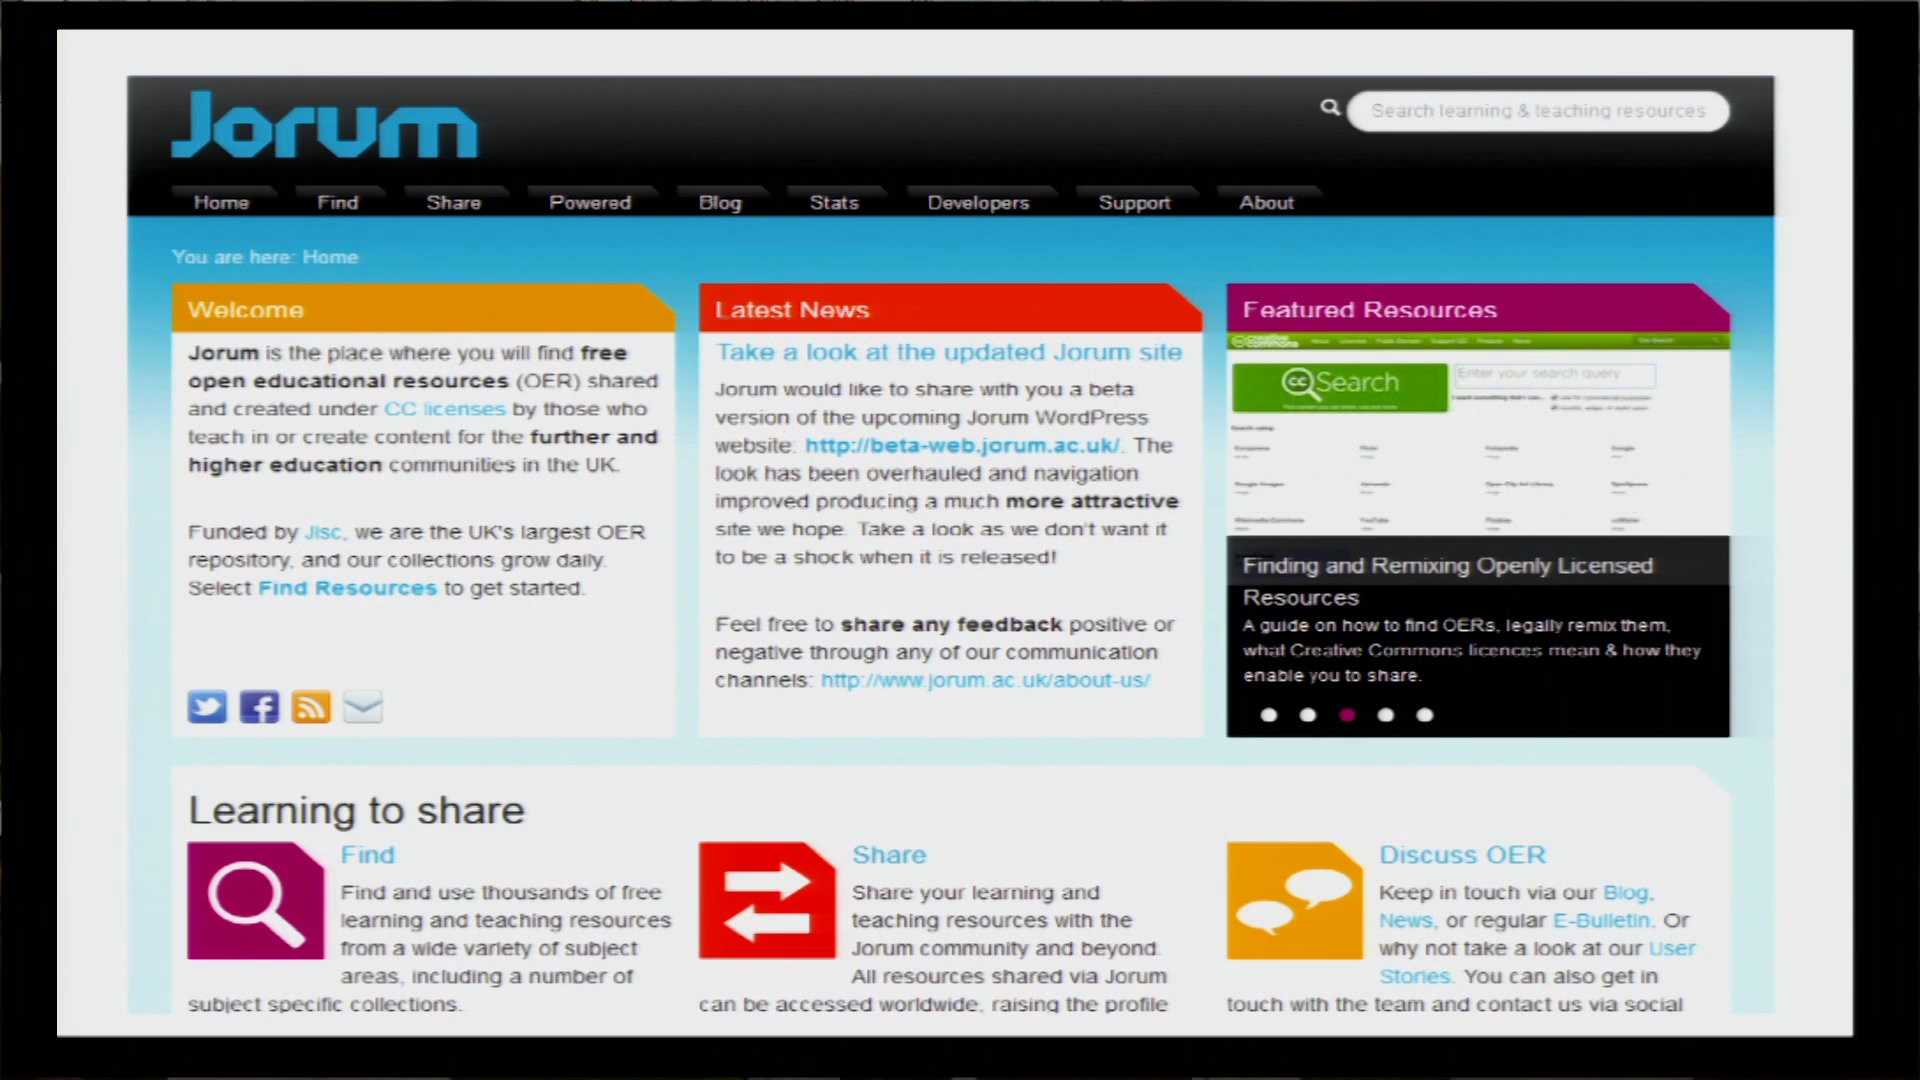 Jorum
Search learning & teaching resources
Home Find Share Powered Blog Stats Developers Support About
You are here: Home
Welcome
Jorum is the place where you will find free
open educational resources (OER) shared
and created under CC licenses by those who
teach in or create content for the further and
higher education communities in the UK.
Funded by Jisc, we are the UK's largest OER
repository, and our collections grow daily.
Select Find Resources to get started.
Latest News
Take a look at the updated Jorum site
Jorum would like to share with you a beta
version of the upcoming Jorum WordPress
website: http://beta-web.jorum.ac.uk/. The
look has been overhauled and navigation
improved producing a much more attractive
site we hope. Take a look as we don't want it
to be a shock when it is released!
Feel free to share any feedback positive or
negative through any of our communication
channels: http://www.jorum.ac.uk/about-us/
Featured Resources
creative commons
cc Search
Enter your search query
Finding and Remixing Openly Licensed
Resources
A guide on how to find OERs, legally remix them,
what Creative Commons licences mean & how they
enable you to share.
Learning to share
Find
Find and use thousands of free
learning and teaching resources
from a wide variety of subject
areas, including a number of
subject specific collections.
Share
Share your learning and
teaching resources with the
Jorum community and beyond.
All resources shared via Jorum
can be accessed worldwide, raising the profile
Discuss OER
Keep in touch via our Blog,
News, or regular E-Bulletin. Or
why not take a look at our User
Stories. You can also get in
touch with the team and contact us via social